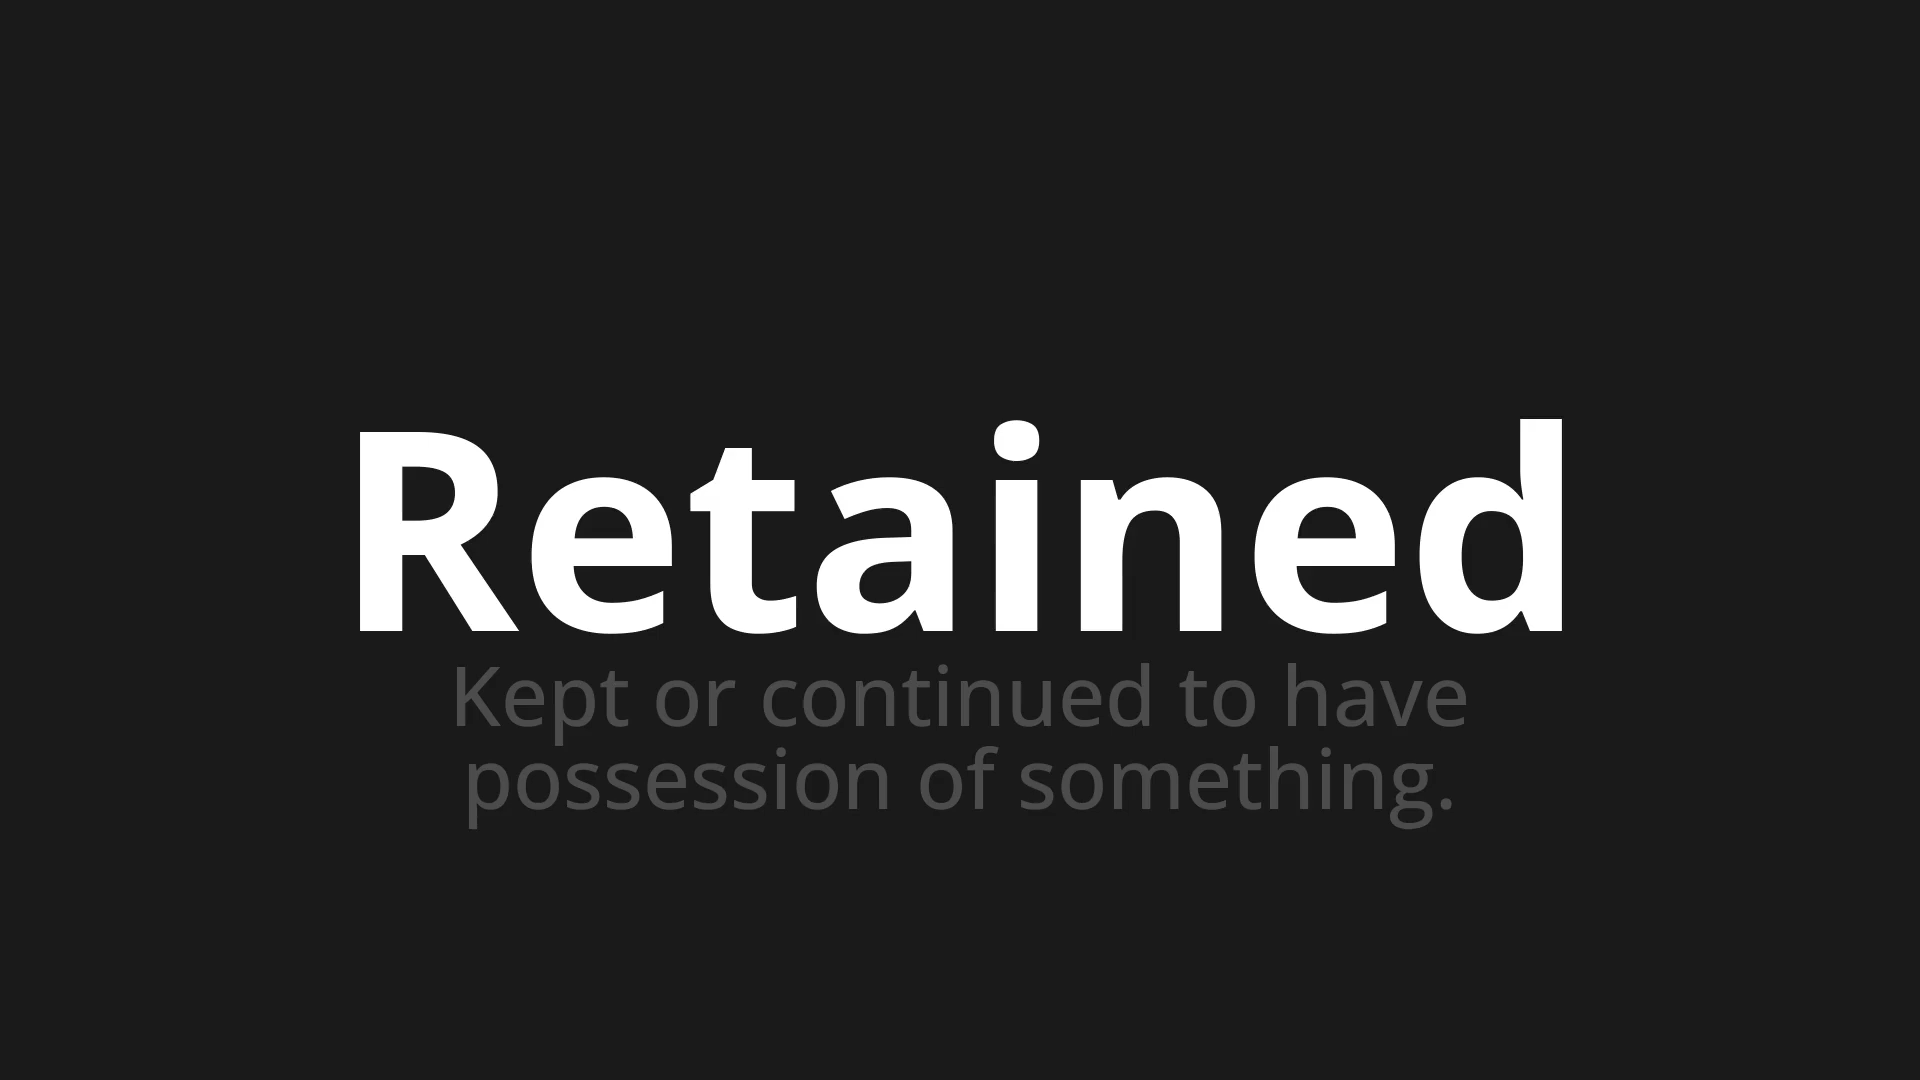 Retained
Kept or continued to have
possession of something.